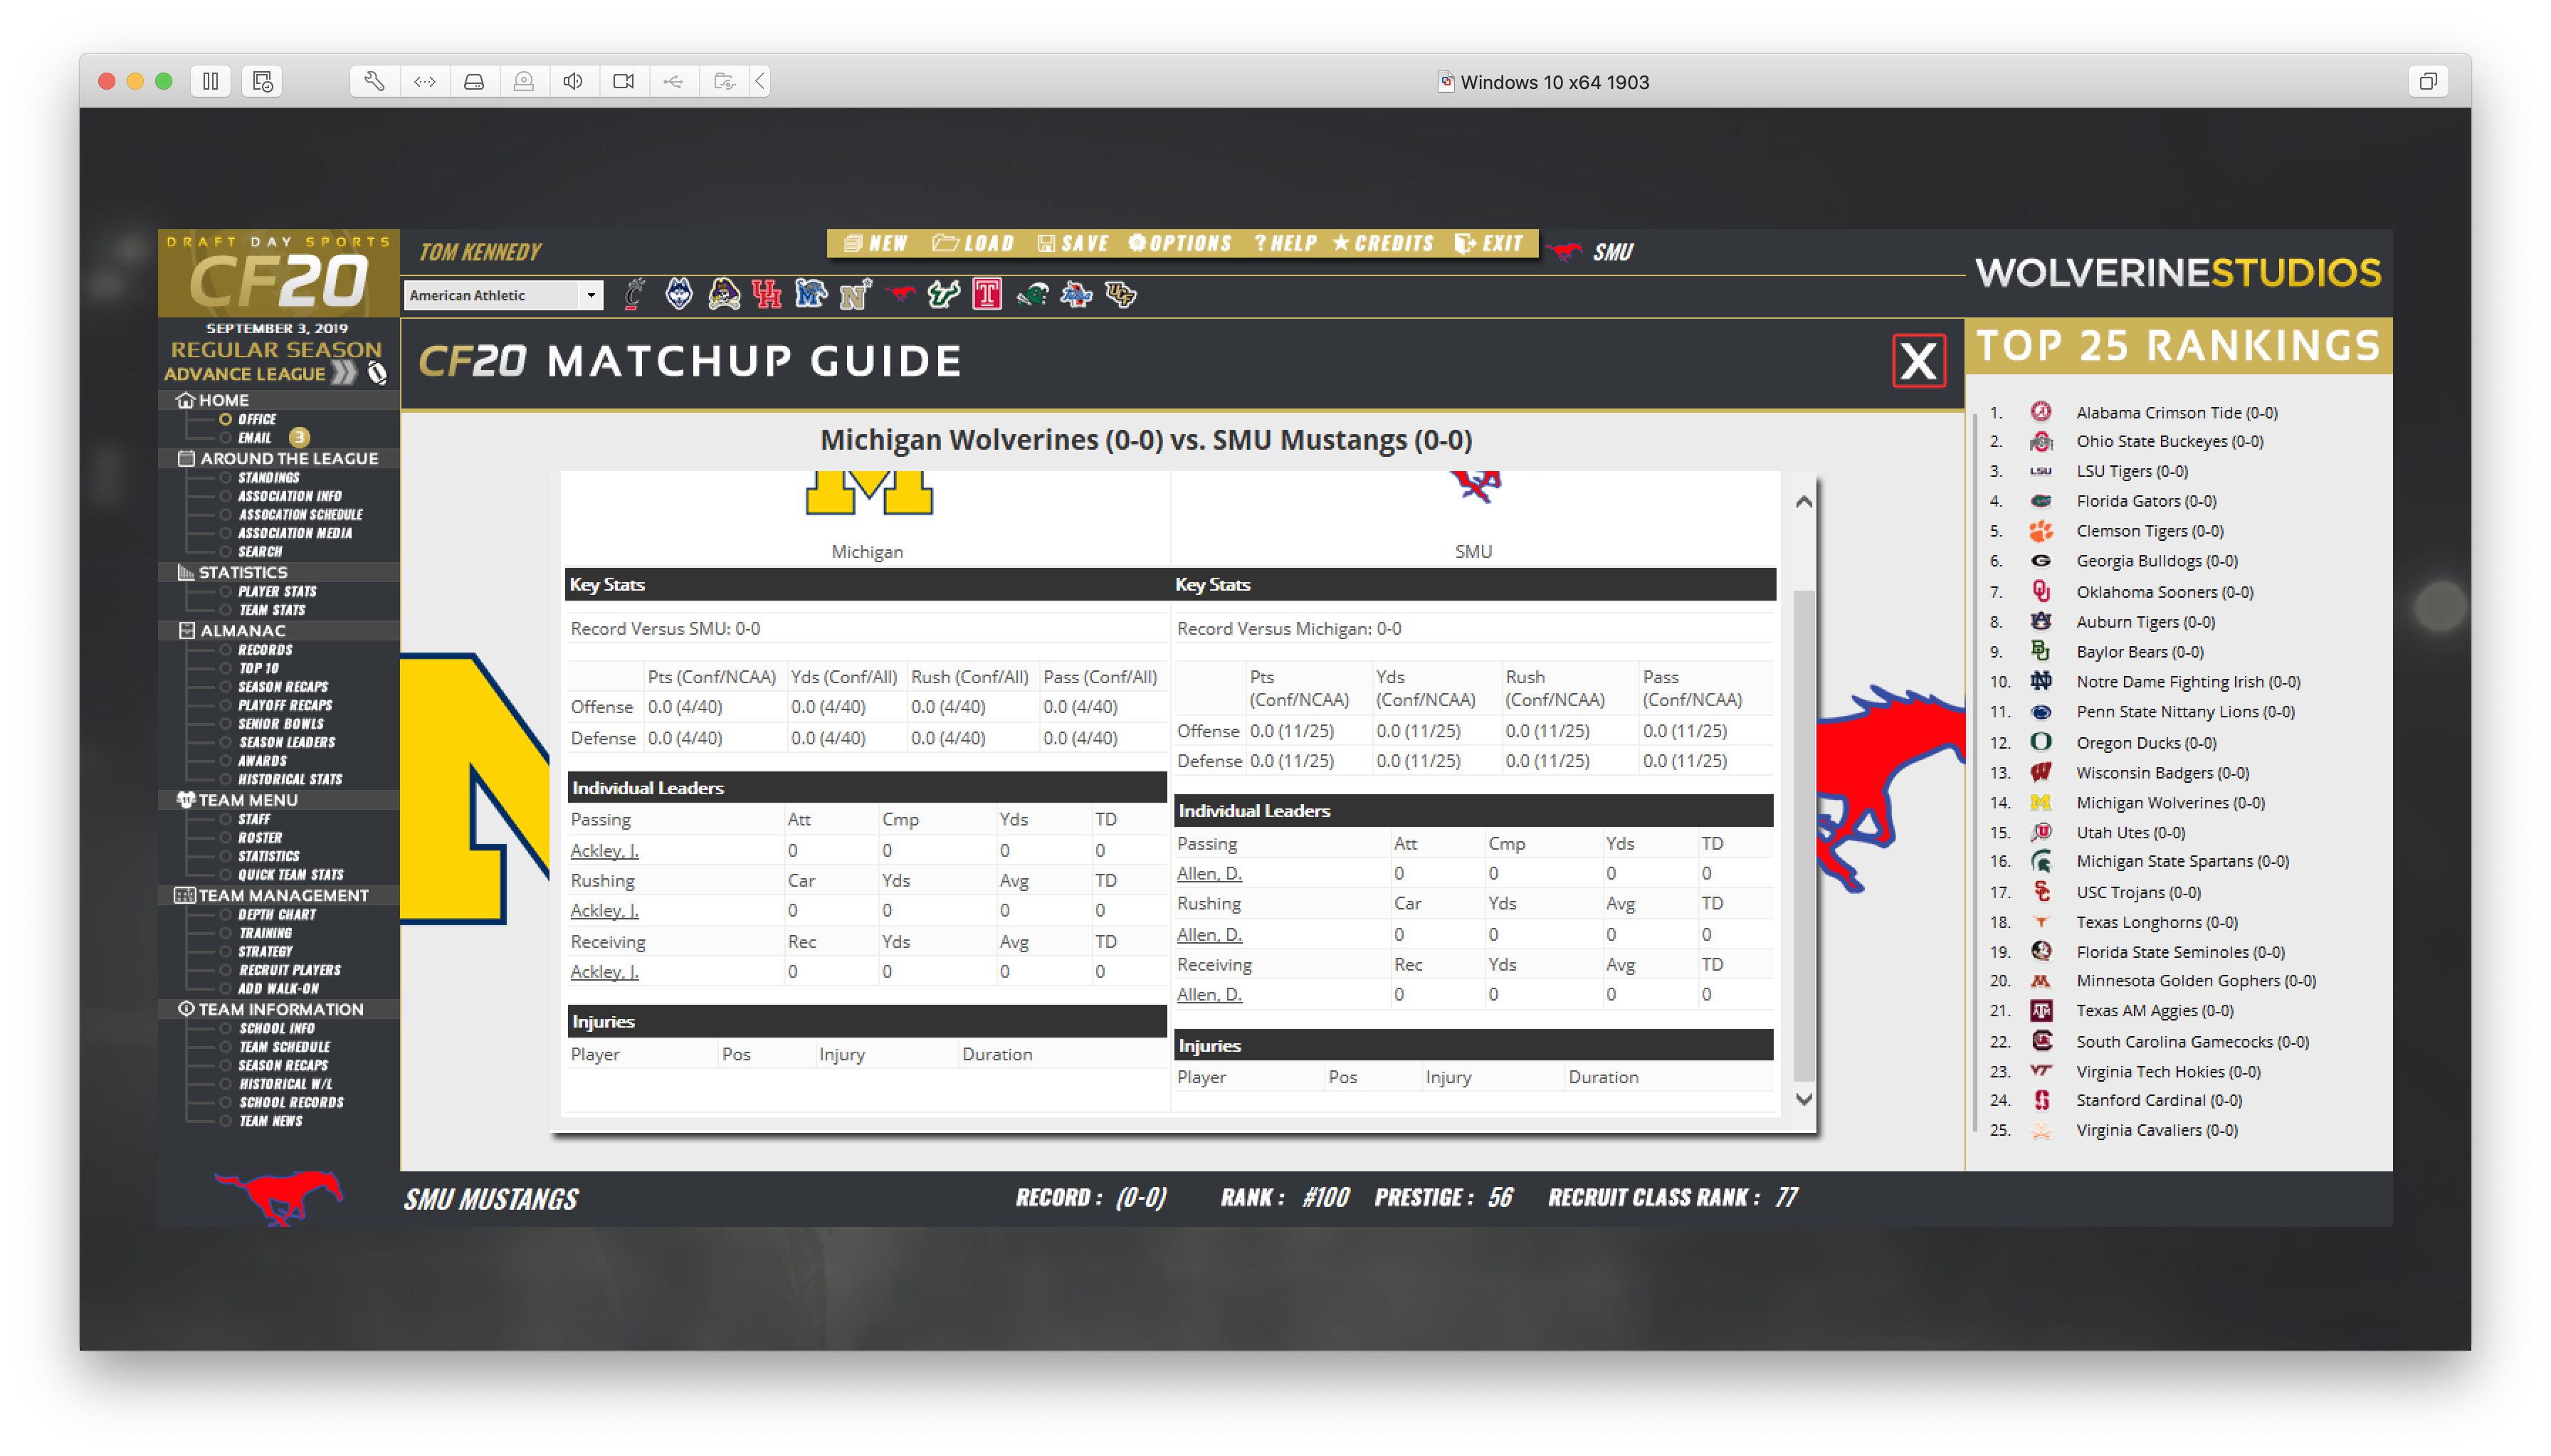 Windows 10 x64 1903
DRAFT DAY SPORTS
CF20
TOM KENNEDY
NEW LOAD SAVE OPTIONS ? HELP CREDITS EXIT
SMU
WOLVERINESTUDIOS
American Athletic
SEPTEMBER 3, 2019
REGULAR SEASON
ADVANCE LEAGUE
HOME
OFFICE
EMAIL 3
AROUND THE LEAGUE
STANDINGS
ASSOCIATION INFO
ASSOCATION SCHEDULE
ASSOCIATION MEDIA
SEARCH
STATISTICS
PLAYER STATS
TEAM STATS
ALMANAC
RECORDS
TOP 10
SEASON RECAPS
PLAYOFF RECAPS
SENIOR BOWLS
SEASON LEADERS
AWARDS
HISTORICAL STATS
TEAM MENU
STAFF
ROSTER
STATISTICS
QUICK TEAM STATS
TEAM MANAGEMENT
DEPTH CHART
TRAINING
STRATEGY
RECRUIT PLAYERS
ADD WALK-ON
TEAM INFORMATION
SCHOOL INFO
TEAM SCHEDULE
SEASON RECAPS
HISTORICAL W/L
SCHOOL RECORDS
TEAM NEWS
CF20 MATCHUP GUIDE
X
Michigan Wolverines (0-0) vs. SMU Mustangs (0-0)
Michigan
Key Stats
Record Versus SMU: 0-0
Pts (Conf/NCAA) Yds (Conf/All) Rush (Conf/All) Pass (Conf/All)
Offense 0.0 (4/40) 0.0 (4/40) 0.0 (4/40) 0.0 (4/40)
Defense 0.0 (4/40) 0.0 (4/40) 0.0 (4/40) 0.0 (4/40)
Individual Leaders
Passing Att Cmp Yds TD
Ackley, J. 0 0 0 0
Rushing Car Yds Avg TD
Ackley, J. 0 0 0 0
Receiving Rec Yds Avg TD
Ackley, J. 0 0 0 0
Injuries
Player Pos Injury Duration
SMU
Key Stats
Record Versus Michigan: 0-0
Pts Yds Rush Pass
(Conf/NCAA) (Conf/NCAA) (Conf/NCAA) (Conf/NCAA)
Offense 0.0 (11/25) 0.0 (11/25) 0.0 (11/25) 0.0 (11/25)
Defense 0.0 (11/25) 0.0 (11/25) 0.0 (11/25) 0.0 (11/25)
Individual Leaders
Passing Att Cmp Yds TD
Allen, D. 0 0 0 0
Rushing Car Yds Avg TD
Allen, D. 0 0 0 0
Receiving Rec Yds Avg TD
Allen, D. 0 0 0 0
Injuries
Player Pos Injury Duration
TOP 25 RANKINGS
1. Alabama Crimson Tide (0-0)
2. Ohio State Buckeyes (0-0)
3. LSU LSU Tigers (0-0)
4. Florida Gators (0-0)
5. Clemson Tigers (0-0)
6. Georgia Bulldogs (0-0)
7. Oklahoma Sooners (0-0)
8. Auburn Tigers (0-0)
9. Baylor Bears (0-0)
10. Notre Dame Fighting Irish (0-0)
11. Penn State Nittany Lions (0-0)
12. Oregon Ducks (0-0)
13. Wisconsin Badgers (0-0)
14. Michigan Wolverines (0-0)
15. Utah Utes (0-0)
16. Michigan State Spartans (0-0)
17. USC Trojans (0-0)
18. Texas Longhorns (0-0)
19. Florida State Seminoles (0-0)
20. Minnesota Golden Gophers (0-0)
21. Texas AM Aggies (0-0)
22. South Carolina Gamecocks (0-0)
23. Virginia Tech Hokies (0-0)
24. Stanford Cardinal (0-0)
25. Virginia Cavaliers (0-0)
SMU MUSTANGS RECORD : (0-0) RANK : #100 PRESTIGE : 56 RECRUIT CLASS RANK : 77